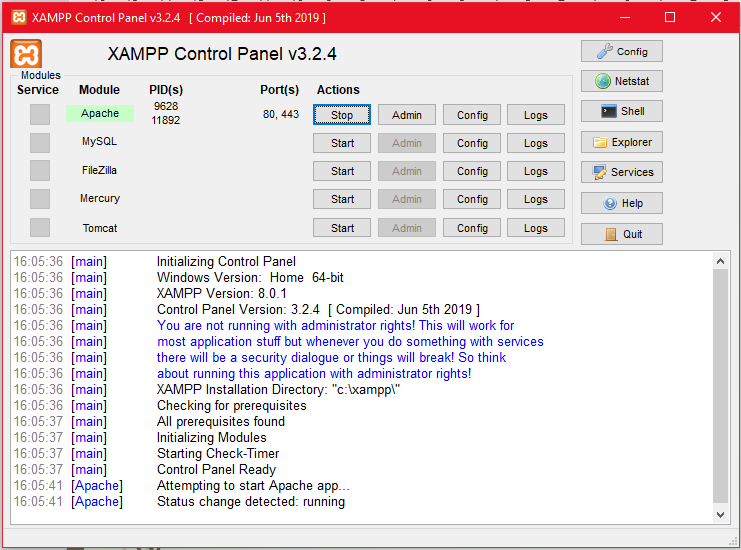 XAMPP Control Panel v3.2.4 [ Compiled: Jun 5th 2019 ]
XAMPP Control Panel v3.2.4
Config
Modules
Service Module PID(s) Port(s) Actions
Netstat
Apache 9628 11892 80, 443 Stop Admin Config Logs
Shell
MySQL Start Admin Config Logs
Explorer
FileZilla Start Admin Config Logs
Services
Mercury Start Admin Config Logs
Help
Tomcat Start Admin Config Logs
Quit
16:05:36 [main] Initializing Control Panel
16:05:36 [main] Windows Version: Home 64-bit
16:05:36 [main] XAMPP Version: 8.0.1
16:05:36 [main] Control Panel Version: 3.2.4 [ Compiled: Jun 5th 2019 ]
16:05:36 [main] You are not running with administrator rights! This will work for
16:05:36 [main] most application stuff but whenever you do something with services
16:05:36 [main] there will be a security dialogue or things will break! So think
16:05:36 [main] about running this application with administrator rights!
16:05:36 [main] XAMPP Installation Directory: "c:\xampp\"
16:05:36 [main] Checking for prerequisites
16:05:37 [main] All prerequisites found
16:05:37 [main] Initializing Modules
16:05:37 [main] Starting Check-Timer
16:05:37 [main] Control Panel Ready
16:05:41 [Apache] Attempting to start Apache app...
16:05:41 [Apache] Status change detected: running